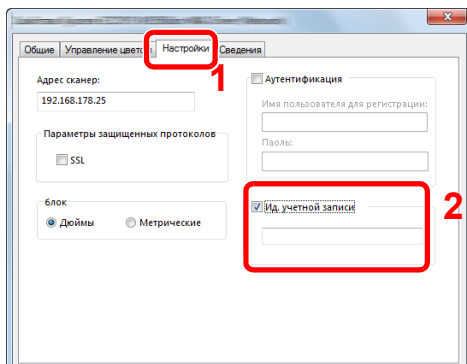 Общие Управление цветом Настройки Сведения
1
Адрес сканер:
192.168.178.25
Параметры защищенных протоколов
SSL
блок
Дюймы Метрические
Аутентификация
Имя пользователя для регистрации:
Паоль:
Ид. учетной записи
2